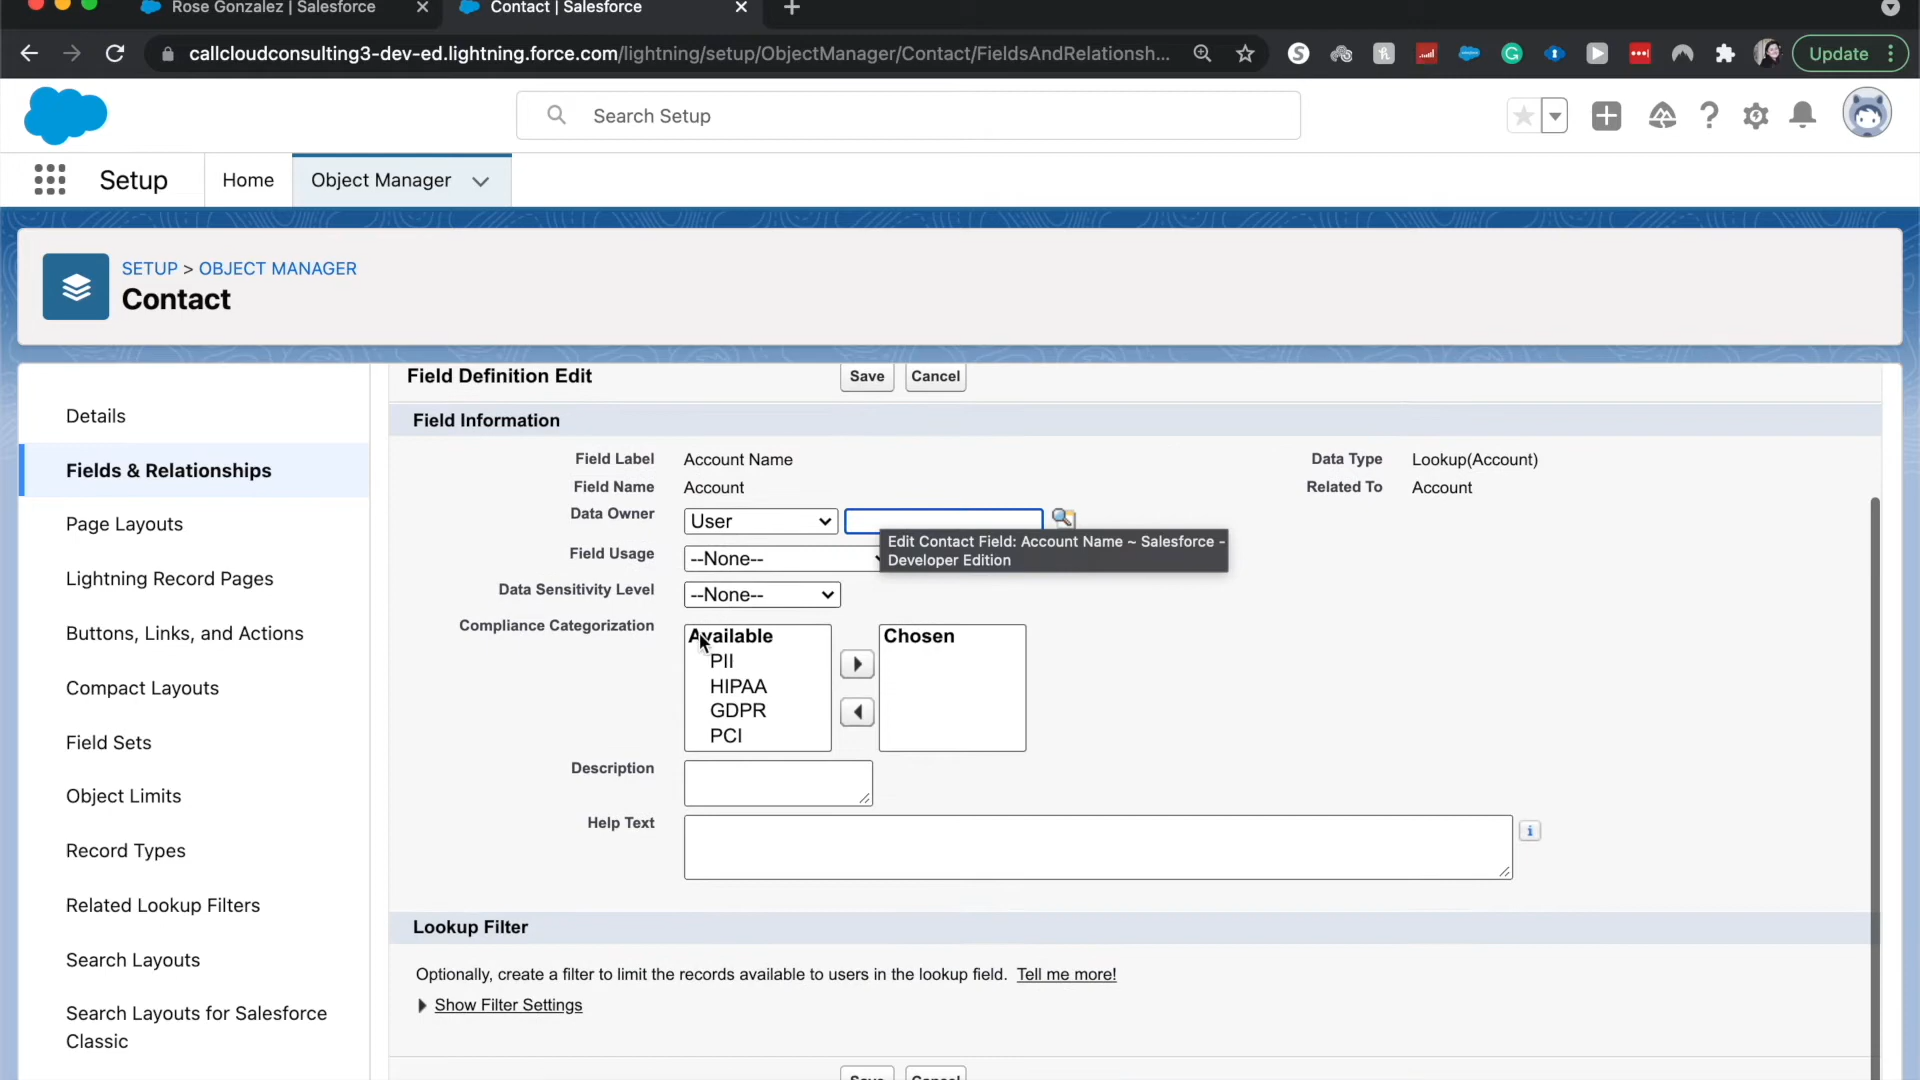 Rose Gonzalez | Salesforce
Contact | Salesforce
callcloudconsulting3-dev-ed.lightning.force.com/lightning/setup/ObjectManager/Contact/FieldsAndRelationsh...
Update
Search Setup
Setup
Home
Object Manager
SETUP > OBJECT MANAGER
Contact
Details
Fields & Relationships
Page Layouts
Lightning Record Pages
Buttons, Links, and Actions
Compact Layouts
Field Sets
Object Limits
Record Types
Related Lookup Filters
Search Layouts
Search Layouts for Salesforce
Classic
Field Definition Edit
Save
Cancel
Field Information
Field Label Account Name
Data Type Lookup(Account)
Field Name Account
Related To Account
Data Owner User
Edit Contact Field: Account Name ~ Salesforce -
Developer Edition
Field Usage --None--
Data Sensitivity Level --None--
Compliance Categorization
Available
PII
HIPAA
GDPR
PCI
Chosen
Description
Help Text
Lookup Filter
Optionally, create a filter to limit the records available to users in the lookup field. Tell me more!
Show Filter Settings
Save
Cancel